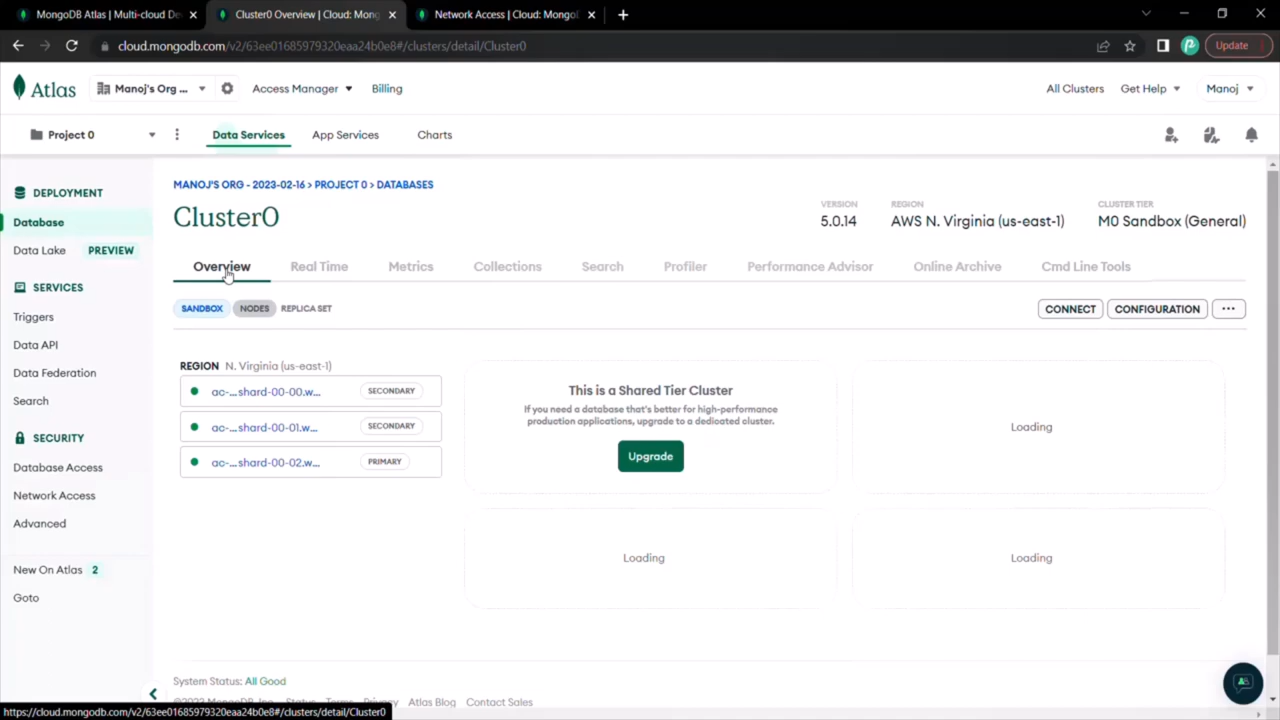 MongoDB Atlas | Multi-cloud De
Cluster0 Overview | Cloud: Mong
Network Access | Cloud: Mongo
cloud.mongodb.com/v2/63ee01685979320eaa24b0e8#/clusters/detail/Cluster0
Update
Atlas
Manoj's Org ...
Access Manager
Billing
All Clusters
Get Help
Manoj
Project 0
Data Services
App Services
Charts
DEPLOYMENT
Database
Data Lake PREVIEW
SERVICES
Triggers
Data API
Data Federation
Search
SECURITY
Database Access
Network Access
Advanced
New On Atlas 2
Goto
MANOJ'S ORG - 2023-02-16 > PROJECT 0 > DATABASES
Cluster0
VERSION
5.0.14
REGION
AWS N. Virginia (us-east-1)
CLUSTER TIER
M0 Sandbox (General)
Overview
Real Time
Metrics
Collections
Search
Profiler
Performance Advisor
Online Archive
Cmd Line Tools
SANDBOX
NODES
REPLICA SET
CONNECT
CONFIGURATION
...
REGION N. Virginia (us-east-1)
ac-...shard-00-00.w... SECONDARY
ac-...shard-00-01.w... SECONDARY
ac-...shard-00-02.w... PRIMARY
This is a Shared Tier Cluster
If you need a database that's better for high-performance
production applications, upgrade to a dedicated cluster.
Upgrade
Loading
Loading
Loading
System Status: All Good
©2023 MongoDB, Inc. Status Terms Privacy Atlas Blog Contact Sales
https://cloud.mongodb.com/v2/63ee01685979320eaa24b0e8#/clusters/detail/Cluster0